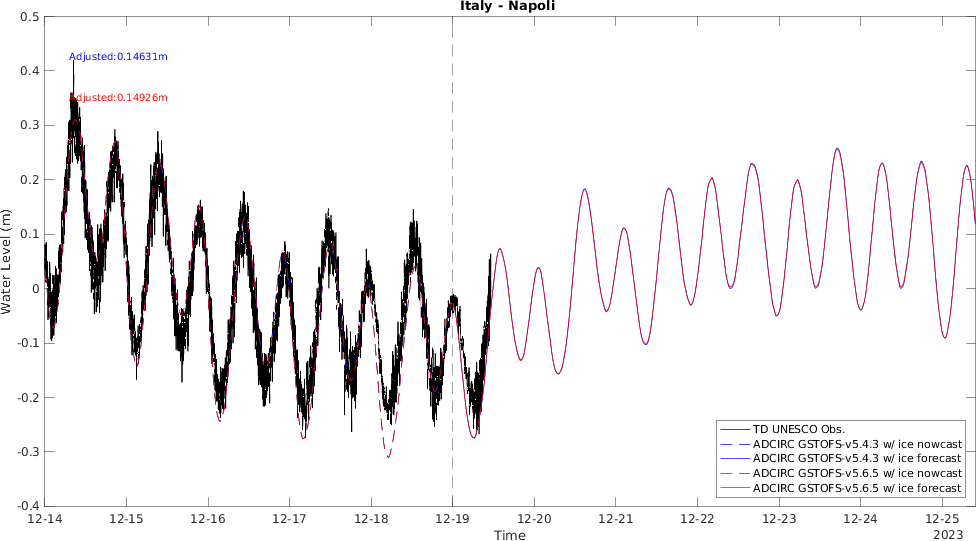 Italy - Napoli
0.5
0.4
0.3
0.2
0.1
0
-0.1
-0.2
-0.3
-0.4
Water Level (m)
Adjusted:0.14631m
Adjusted:0.14926m
TD UNESCO Obs.
ADCIRC GSTOFS-v5.4.3 w/ ice nowcast
ADCIRC GSTOFS-v5.4.3 w/ ice forecast
ADCIRC GSTOFS-v5.6.5 w/ ice nowcast
ADCIRC GSTOFS-v5.6.5 w/ ice forecast
12-14 12-15 12-16 12-17 12-18 12-19 12-20 12-21 12-22 12-23 12-24 12-25
Time
2023